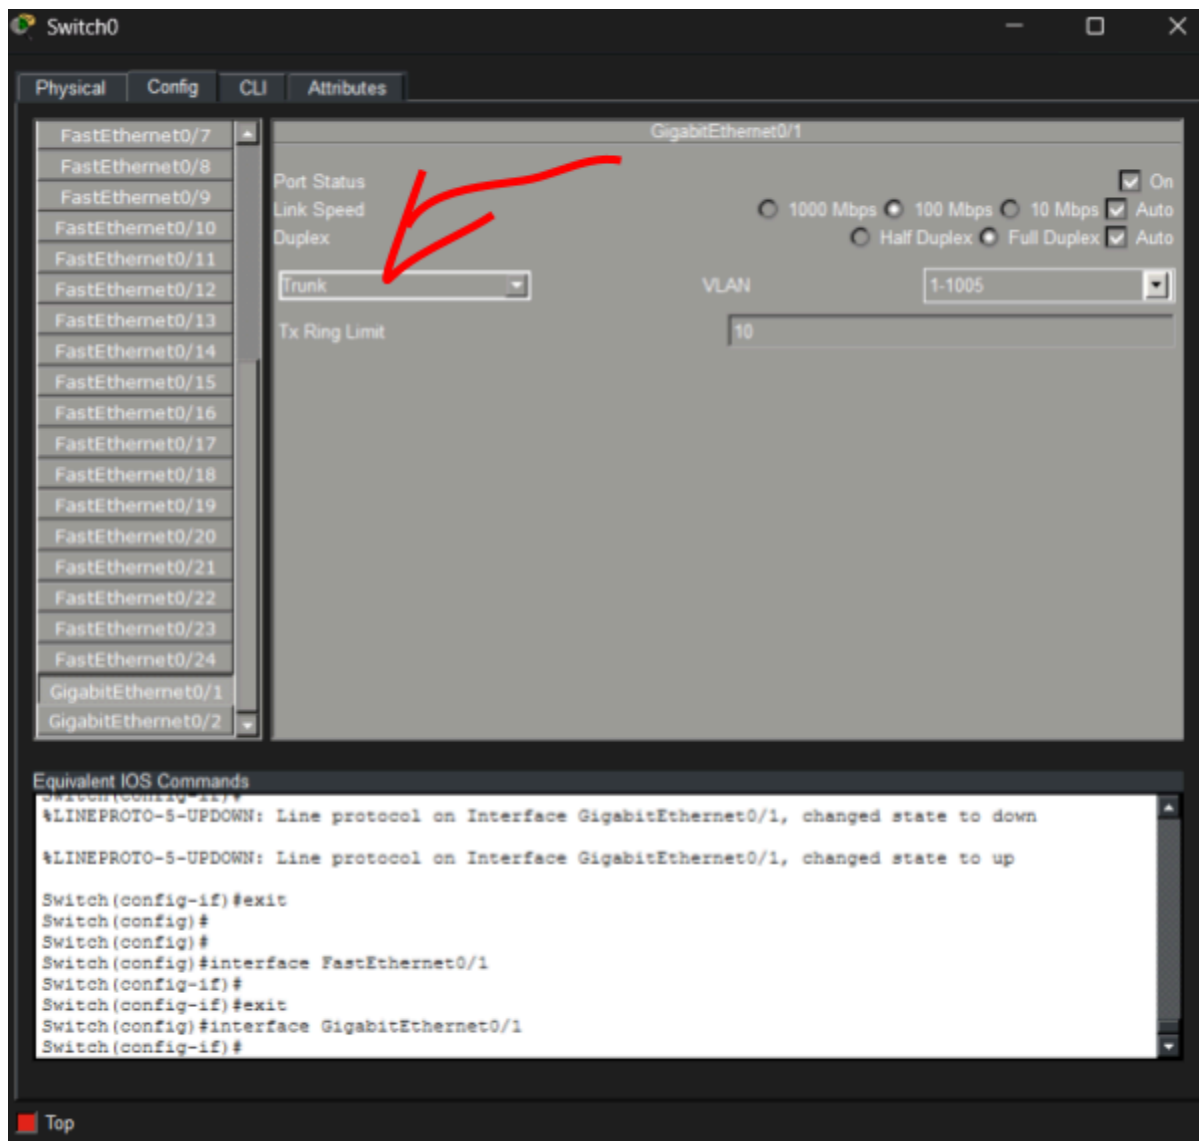 Switch0
Physical Config CLI Attributes
FastEthernet0/7
FastEthernet0/8
FastEthernet0/9
FastEthernet0/10
FastEthernet0/11
FastEthernet0/12
FastEthernet0/13
FastEthernet0/14
FastEthernet0/15
FastEthernet0/16
FastEthernet0/17
FastEthernet0/18
FastEthernet0/19
FastEthernet0/20
FastEthernet0/21
FastEthernet0/22
FastEthernet0/23
FastEthernet0/24
GigabitEthernet0/1
GigabitEthernet0/2
GigabitEthernet0/1
Port Status On
Link Speed 1000 Mbps 100 Mbps 10 Mbps Auto
Duplex Half Duplex Full Duplex Auto
Trunk VLAN 1-1005
Tx Ring Limit 10
Equivalent IOS Commands
Switch(config-if)#
%LINEPROTO-5-UPDOWN: Line protocol on Interface GigabitEthernet0/1, changed state to down
%LINEPROTO-5-UPDOWN: Line protocol on Interface GigabitEthernet0/1, changed state to up
Switch(config-if)#exit
Switch(config)#
Switch(config)#
Switch(config)#interface FastEthernet0/1
Switch(config-if)#
Switch(config-if)#exit
Switch(config)#interface GigabitEthernet0/1
Switch(config-if)#
Top